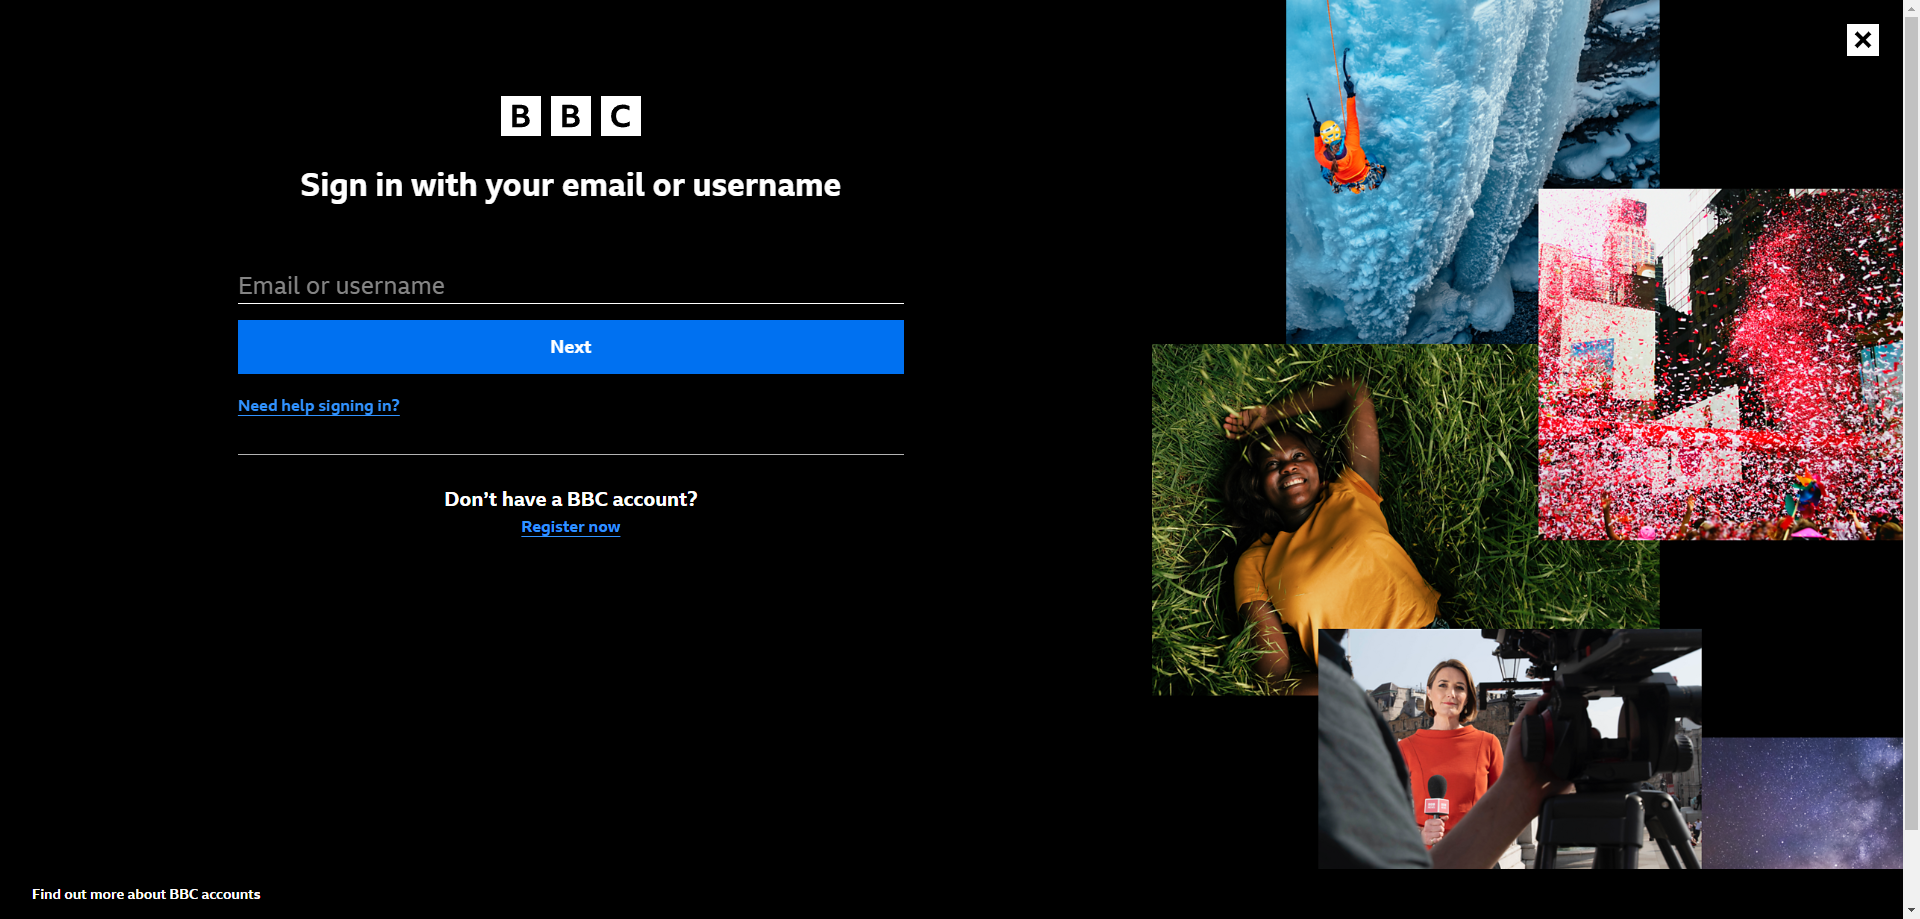 BBC
Sign in with your email or username
Email or username
Next
Need help signing in?
Don’t have a BBC account?
Register now
Find out more about BBC accounts